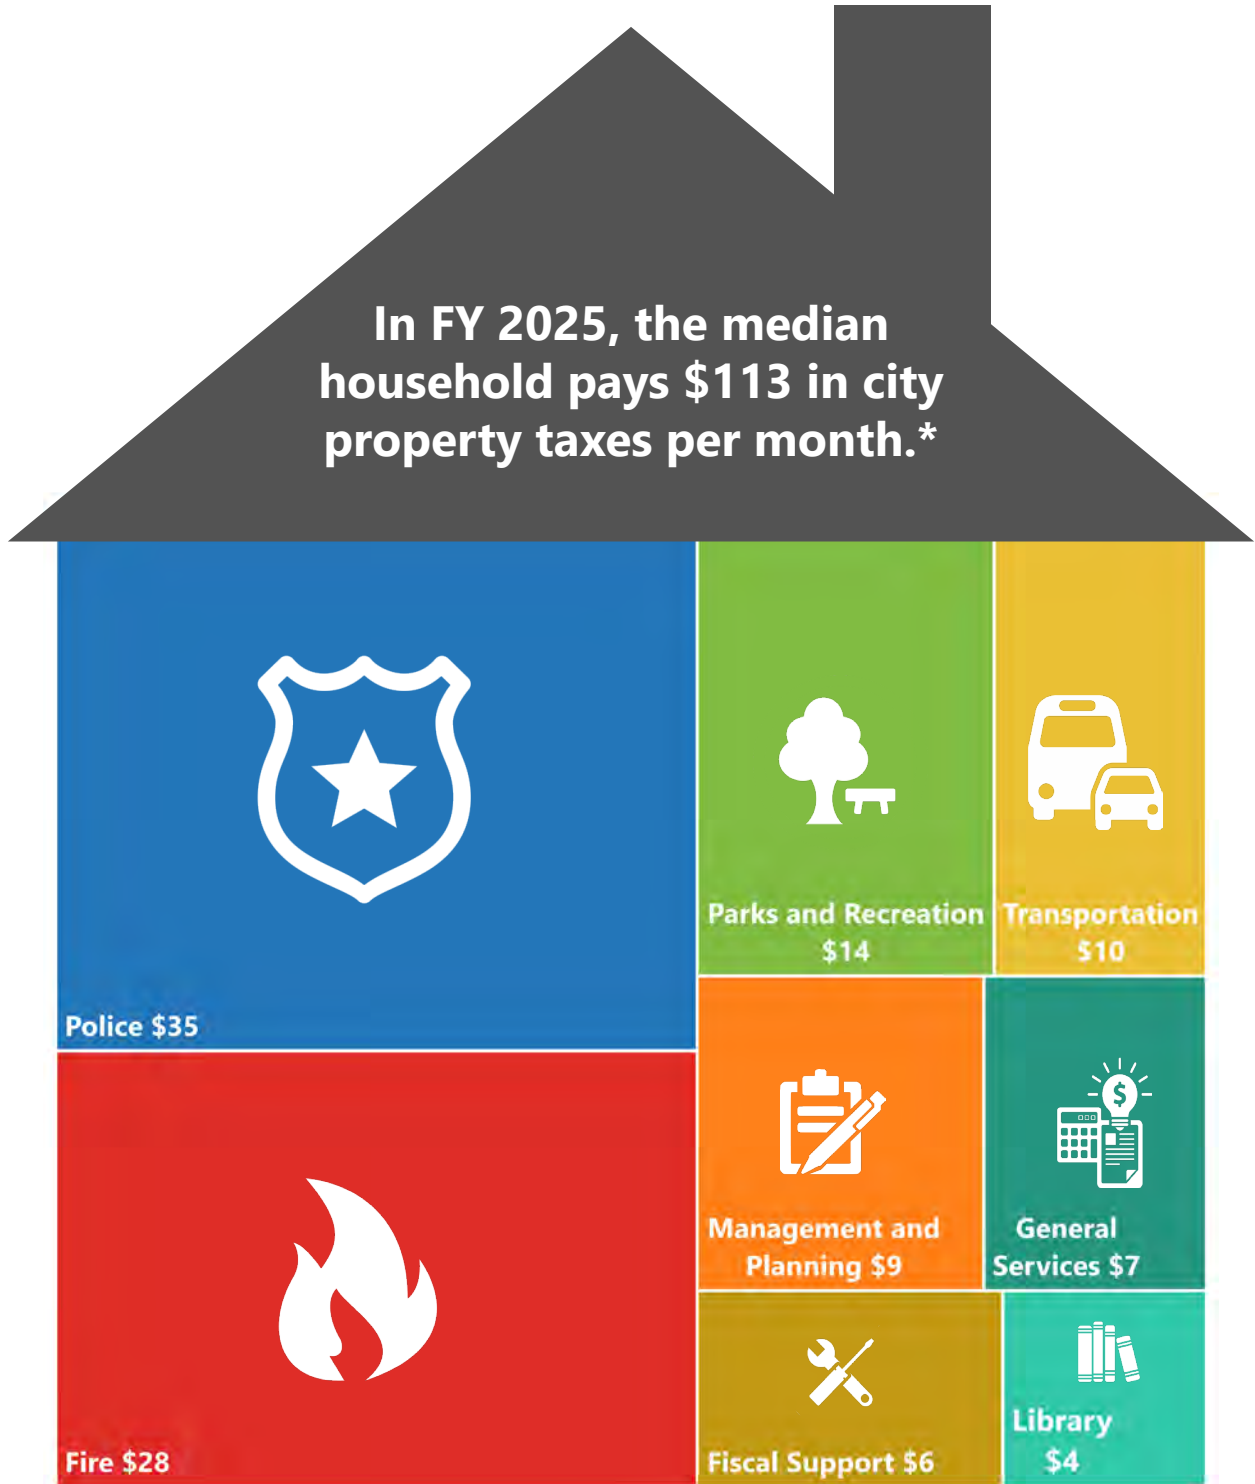 In FY 2025, the median
household pays $113 in city
property taxes per month.*
Police $35
Parks and Recreation
$14
Transportation
$10
Management and
Planning $9
General
Services $7
Fire $28
Fiscal Support $6
Library
$4
$